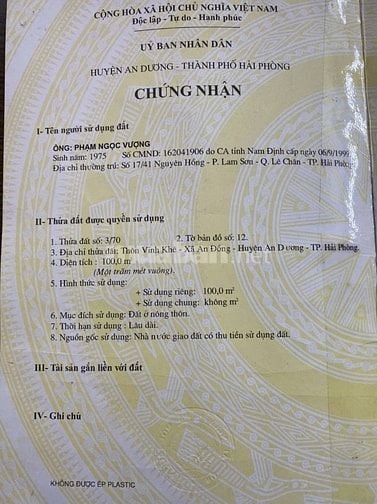 CỘNG HÒA XÃ HỘI CHỦ NGHĨA VIỆT NAM
Độc lập - Tự do - Hạnh phúc
UỶ BAN NHÂN DÂN
HUYỆN AN DƯƠNG - THÀNH PHỐ HẢI PHÒNG
CHỨNG NHẬN
I- Tên người sử dụng đất
ÔNG: PHẠM NGỌC VƯỢNG
Sinh năm: 1975 Số CMND: 162041906 do CA tỉnh Nam Định cấp ngày 06/9/1999
Địa chỉ thường trú: Số 17/41 Nguyên Hồng - P. Lam Sơn - Q. Lê Chân - TP. Hải Phòng
II- Thửa đất được quyền sử dụng
1. Thửa đất số: 3/70 2. Tờ bản đồ số: 12.
3. Địa chỉ thửa đất: Thôn Vĩnh Khê - Xã An Đồng - Huyện An Dương - TP. Hải Phòng.
4. Diện tích : 100,0 m²
(Một trăm mét vuông).
5. Hình thức sử dụng:
+ Sử dụng riêng: 100,0 m²
+ Sử dụng chung: không m²
6. Mục đích sử dụng: Đất ở nông thôn.
7. Thời hạn sử dụng : Lâu dài.
8. Nguồn gốc sử dụng: Nhà nước giao đất có thu tiền sử dụng đất.
III- Tài sản gắn liền với đất
IV- Ghi chú
KHÔNG ĐƯỢC ÉP PLASTIC